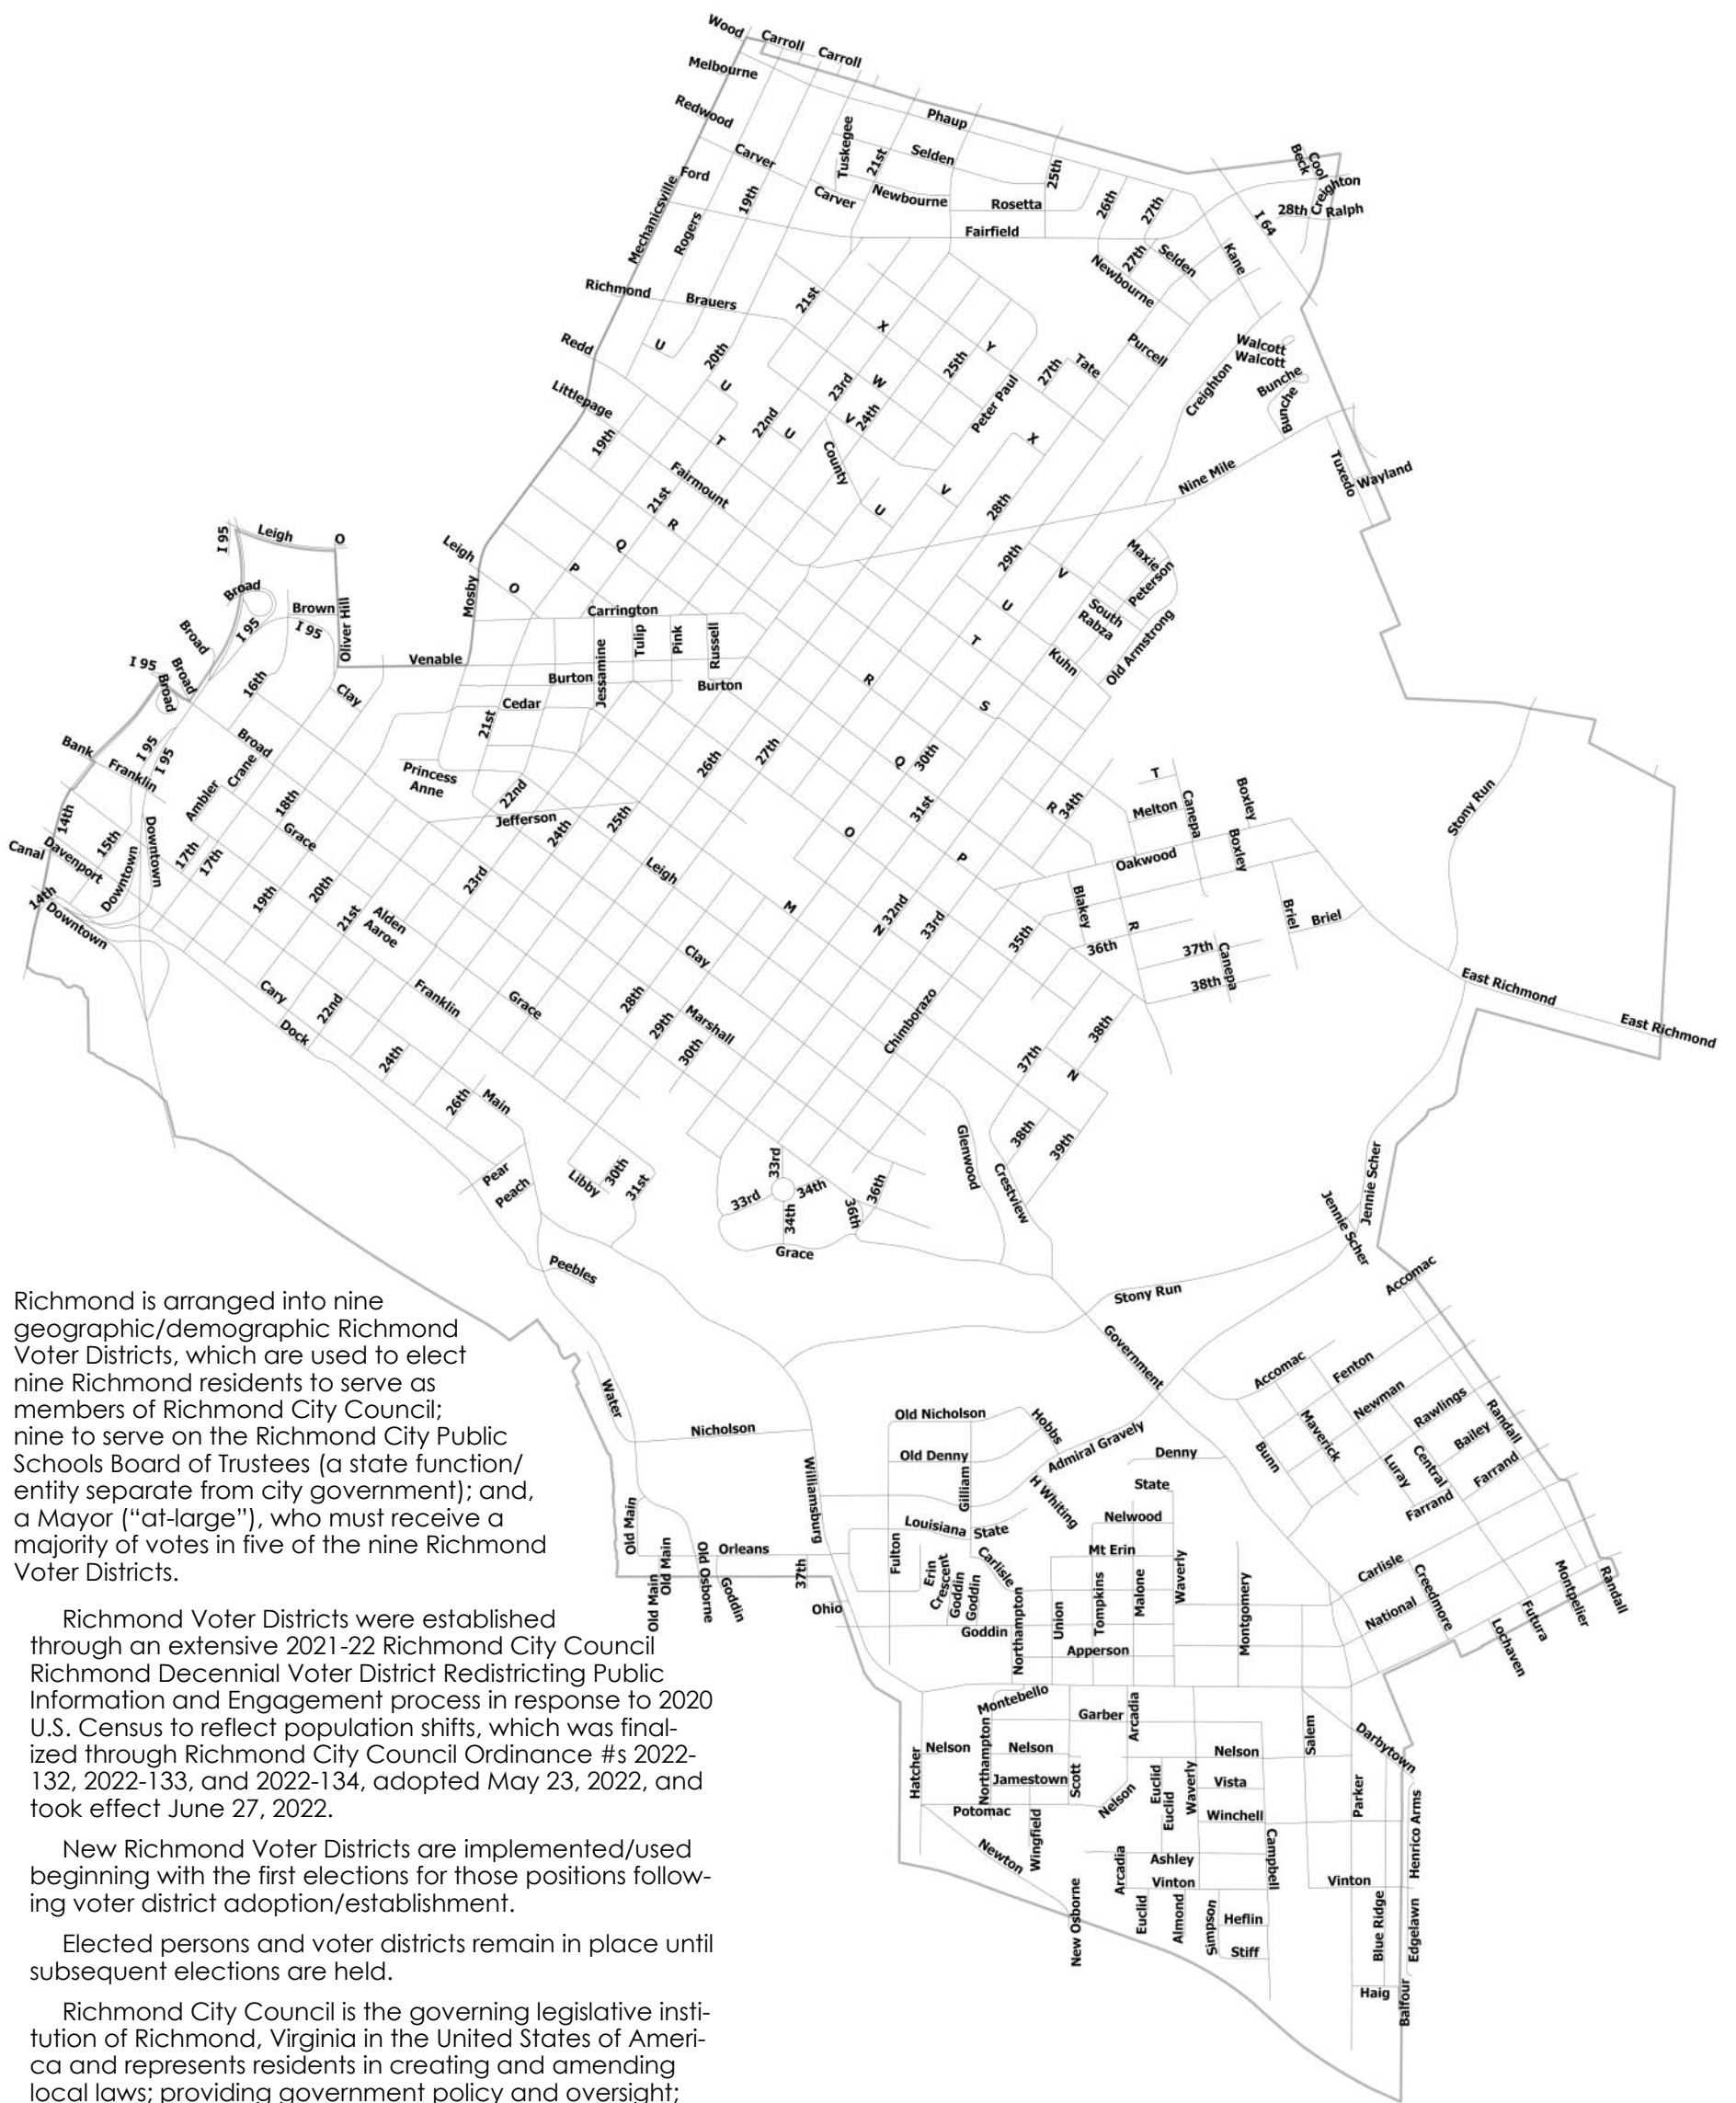 Wood
Carroll
Carroll
Melbourne
Redwood
Phaup
Carver
Tuskegee
21st
Selden
25th
Beck
Cool
Creighton
Ford
19th
Carver
Newbourne
Rosetta
26th
27th
28th
Creighton
Ralph
Mechanicsville
Rogers
Fairfield
I 64
27th
Selden
Kane
Newbourne
Richmond
Brauers
21st
X
Y
Purcell
Walcott
Walcott
Redd
U
20th
25th
27th
Tate
Bunche
Bunche
Creighton
Littlepage
U
23rd
W
Peter Paul
V
24th
22nd
U
X
19th
T
County
Fairmount
Nine Mile
Tuxedo
Wayland
21st
V
28th
U
R
I 95
Leigh
O
Leigh
Q
29th
Maxie
Peterson
P
V
Broad
O
U
South
Rabza
Brown
Oliver Hill
Mosby
Carrington
I 95
I 95
Tulip
Pink
Russell
T
Old Armstrong
Broad
Jessamine
Venable
Kuhn
I 95
Broad
Broad
16th
Clay
Burton
Burton
R
Cedar
S
21st
Bank
I 95
I 95
Broad
26th
27th
Q
30th
Franklin
Crane
Princess
Anne
22nd
T
Ambler
18th
31st
R
34th
Melton
Canepa
Boxley
Stony Run
14th
Jefferson
24th
25th
Canal
Davenport
15th
Downtown
Downtown
17th
17th
Grace
O
P
Oakwood
Boxley
14th
Downtown
19th
20th
23rd
Leigh
M
21st
Alden
Aaroe
N
32nd
33rd
Blakey
R
Briel
Briel
35th
36th
37th
Canepa
38th
Clay
Cary
22nd
Franklin
Grace
28th
Dock
29th
Marshall
30th
Chimborazo
East Richmond
East Richmond
24th
37th
38th
N
26th
Main
38th
39th
Glenwood
Pear
Peach
Libby
30th
31st
33rd
33rd
34th
34th
36th
36th
Crestview
Jennie Scher
Jennie Scher
Grace
Peebles
Accomac
Stony Run
Richmond is arranged into nine
geographic/demographic Richmond
Voter Districts, which are used to elect
nine Richmond residents to serve as
members of Richmond City Council;
nine to serve on the Richmond City Public
Schools Board of Trustees (a state function/
entity separate from city government); and,
a Mayor (“at-large”), who must receive a
majority of votes in five of the nine Richmond
Voter Districts.
Richmond Voter Districts were established
through an extensive 2021-22 Richmond City Council
Richmond Decennial Voter District Redistricting Public
Information and Engagement process in response to 2020
U.S. Census to reflect population shifts, which was final-
ized through Richmond City Council Ordinance #s 2022-
132, 2022-133, and 2022-134, adopted May 23, 2022, and
took effect June 27, 2022.
New Richmond Voter Districts are implemented/used
beginning with the first elections for those positions follow-
ing voter district adoption/establishment.
Elected persons and voter districts remain in place until
subsequent elections are held.
Richmond City Council is the governing legislative insti-
tution of Richmond, Virginia in the United States of Ameri-
ca and represents residents in creating and amending
local laws; providing government policy and oversight;
Government
Water
Accomac
Fenton
Newman
Rawlings
Randall
Nicholson
Old Nicholson
Hobbs
Admiral Gravely
Maverick
Bailey
Old Denny
Denny
Bunn
Luray
Central
Farrand
Williamsburg
Gilliam
H Whiting
State
Farrand
Old Main
Louisiana
State
Nelwood
Orleans
Fulton
Mt Erin
Old Main
Old Main
Old Osborne
Goddin
37th
Erin
Crescent
Goddin
Goddin
Carlisle
Waverly
Carlisle
Creedmore
Montpelier
Randall
Ohio
Northampton
Union
Tompkins
Malone
Montgomery
National
Futura
Lochaven
Goddin
Apperson
Montebello
Garber
Arcadia
Salem
Darbytown
Hatcher
Nelson
Northampton
Nelson
Nelson
Jamestown
Scott
Euclid
Euclid
Waverly
Vista
Parker
Henrico Arms
Potomac
Nelson
Winchell
Newton
Wingfield
Arcadia
Ashley
Campbell
Vinton
Vinton
New Osborne
Euclid
Almond
Simpson
Heflin
Blue Ridge
Edgelawn
Stiff
Haig
Balfour